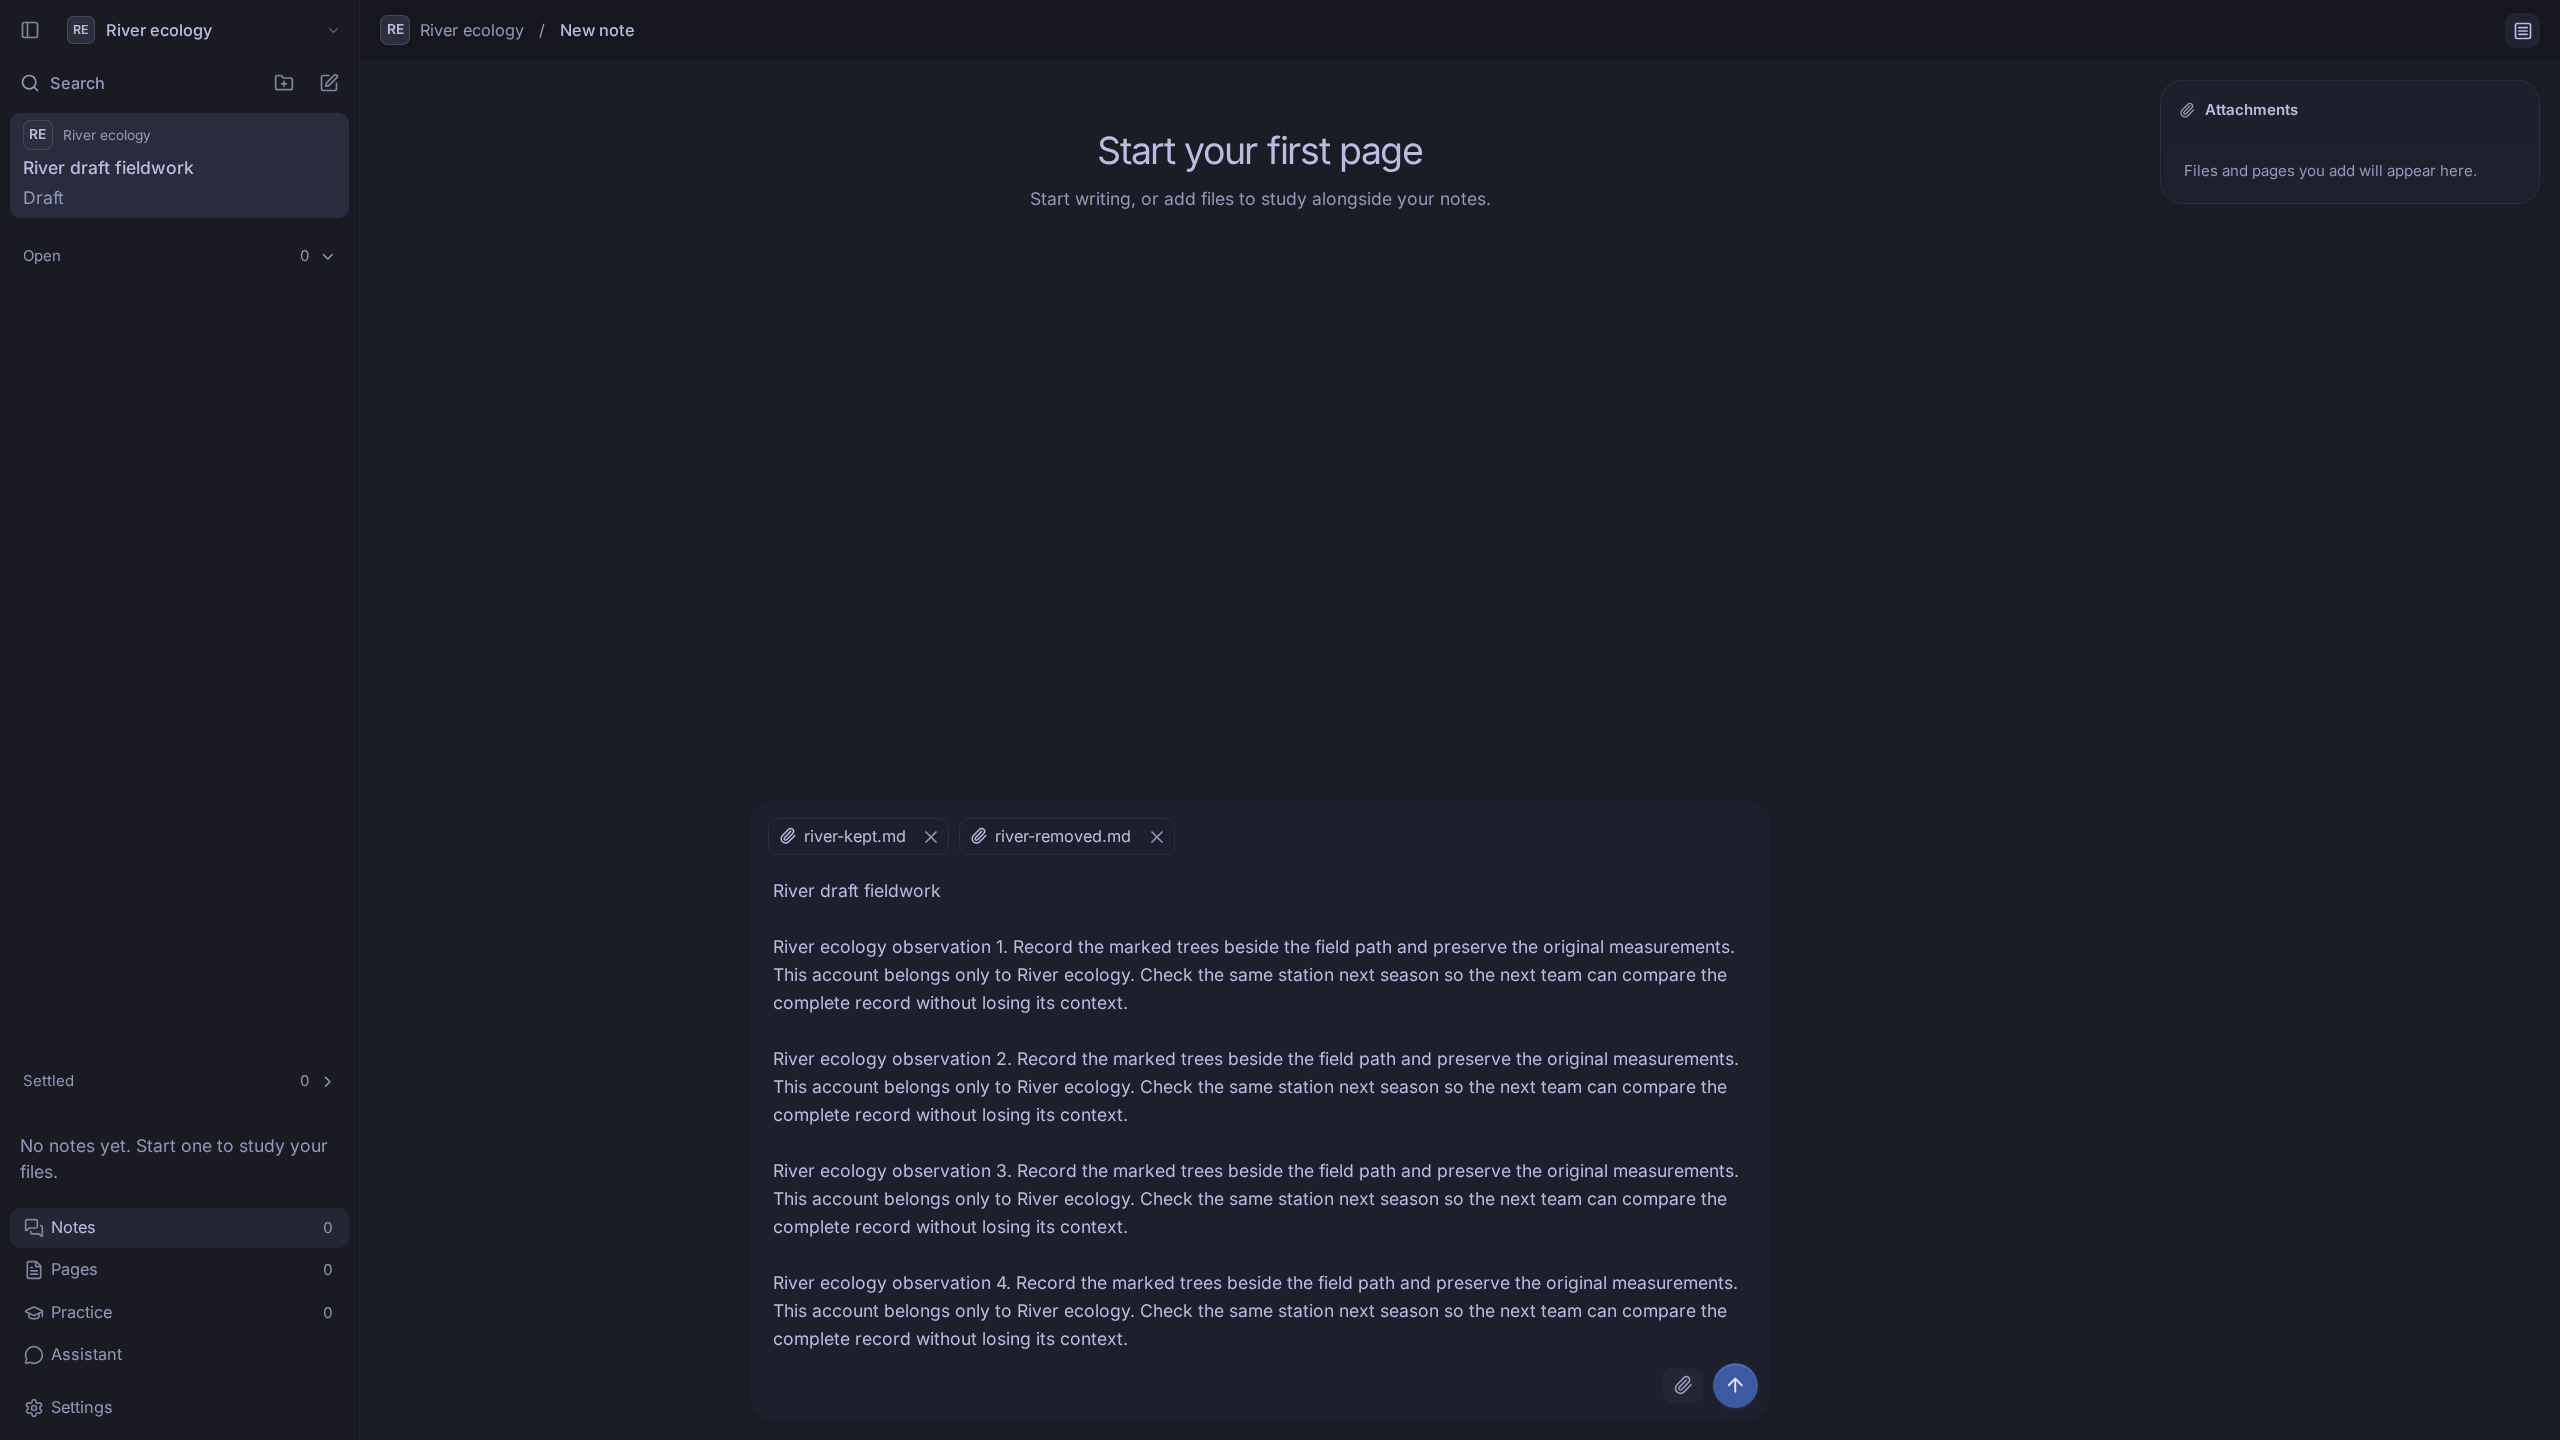 RE River ecology
Search
RE River ecology
River draft fieldwork
Draft
Open 0
Settled 0
No notes yet. Start one to study your
files.
Notes 0
Pages 0
Practice 0
Assistant
Settings
RE River ecology / New note
Start your first page
Start writing, or add files to study alongside your notes.
Attachments
Files and pages you add will appear here.
river-kept.md river-removed.md
River draft fieldwork
River ecology observation 1. Record the marked trees beside the field path and preserve the original measurements.
This account belongs only to River ecology. Check the same station next season so the next team can compare the
complete record without losing its context.
River ecology observation 2. Record the marked trees beside the field path and preserve the original measurements.
This account belongs only to River ecology. Check the same station next season so the next team can compare the
complete record without losing its context.
River ecology observation 3. Record the marked trees beside the field path and preserve the original measurements.
This account belongs only to River ecology. Check the same station next season so the next team can compare the
complete record without losing its context.
River ecology observation 4. Record the marked trees beside the field path and preserve the original measurements.
This account belongs only to River ecology. Check the same station next season so the next team can compare the
complete record without losing its context.